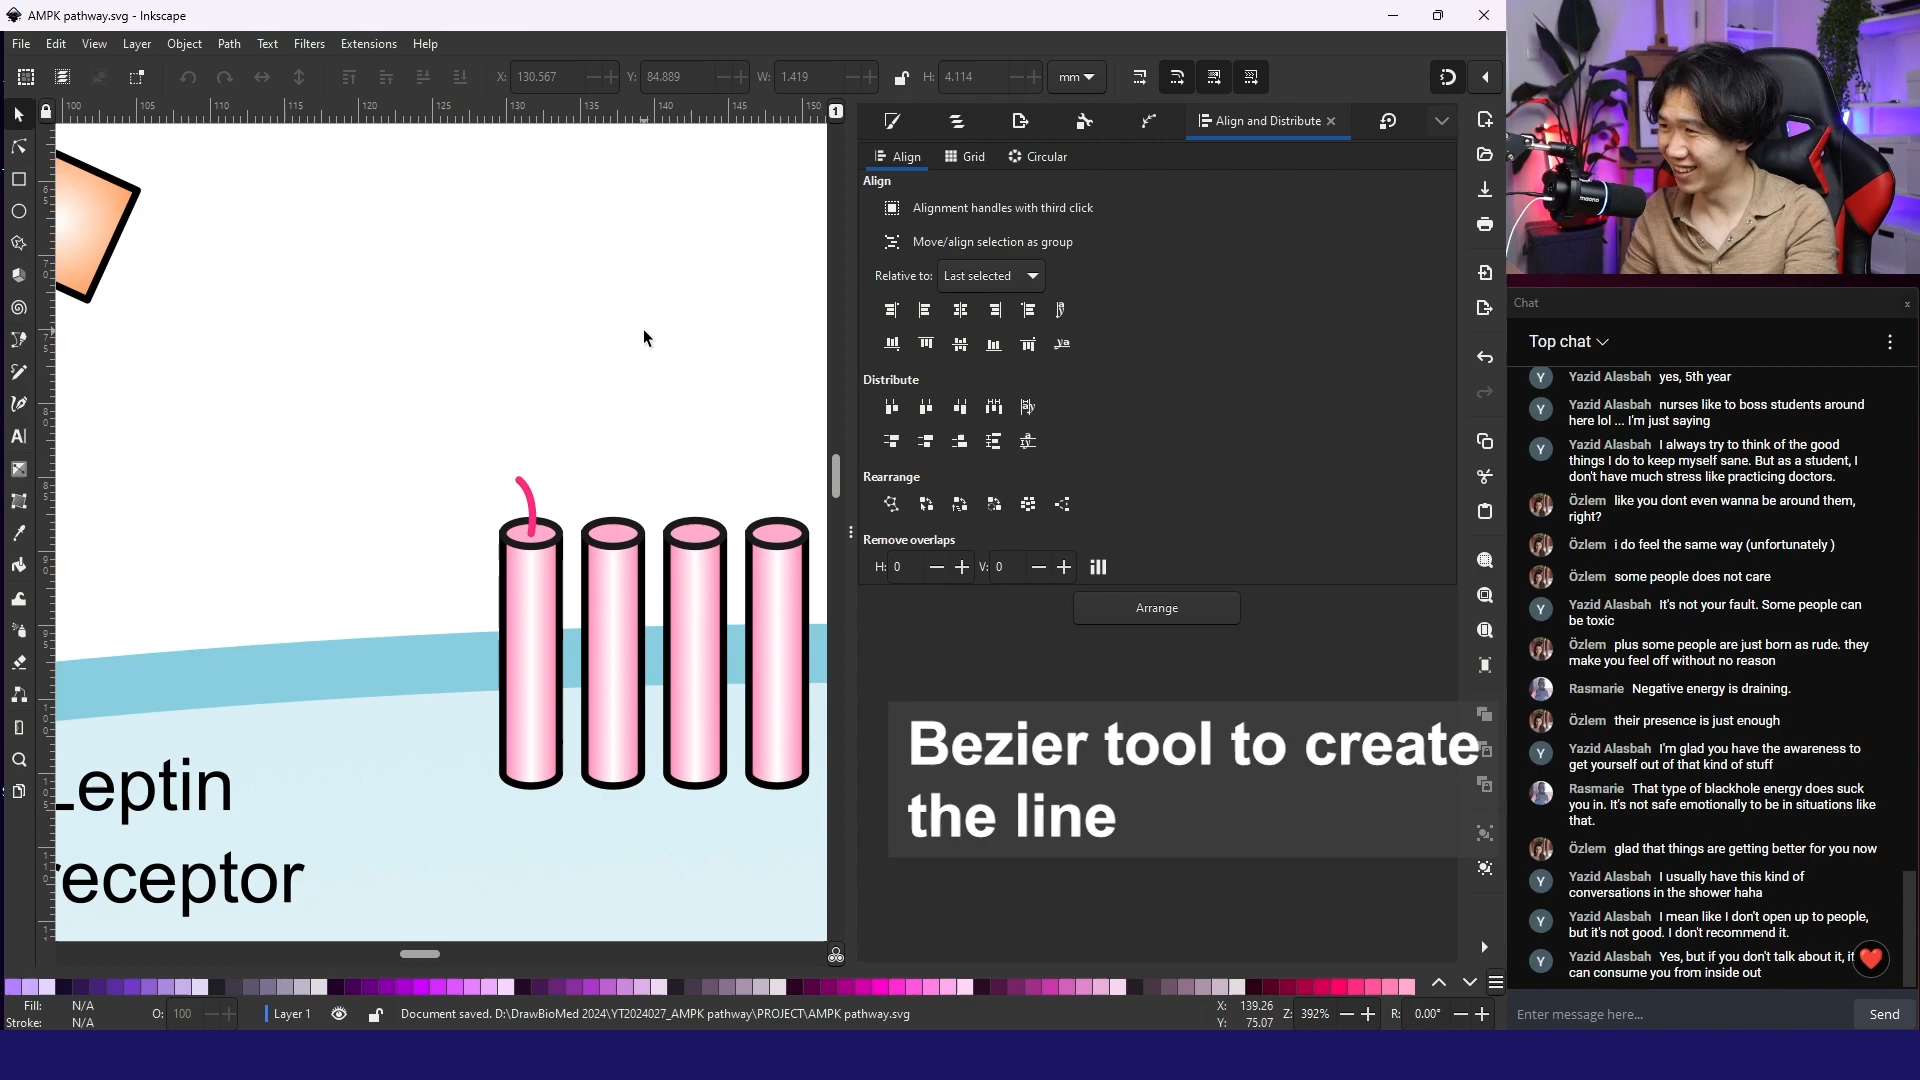 AMPK pathway.svg - Inkscape
File Edit View Layer Object Path Text Filters Extensions Help
X: 130.567 Y: 84.889 W: 1.419 H: 4.114 mm
100 105 110 115 120 125 130 135 140 145 150 1
Align and Distribute
Align Grid Circular
Align
Alignment handles with third click
Move/align selection as group
Relative to: Last selected
Distribute
Rearrange
Remove overlaps
H: 0 V: 0
Arrange
Bezier tool to create
the line
Leptin
receptor
Fill: N/A
Stroke: N/A
O: 100
Layer 1
Document saved. D:\DrawBioMed 2024\YT2024027_AMPK pathway\PROJECT\AMPK pathway.svg
X: 139.26
Y: 75.07
Z: 392%
R: 0.00°
maono
Chat x
Top chat
Y Yazid Alasbah yes, 5th year
Y Yazid Alasbah nurses like to boss students around
here lol ... I'm just saying
Y Yazid Alasbah I always try to think of the good
things I do to keep myself sane. But as a student, I
don't have much stress like practicing doctors.
Özlem like you dont even wanna be around them,
right?
Özlem i do feel the same way (unfortunately )
Özlem some people does not care
Y Yazid Alasbah It's not your fault. Some people can
be toxic
Özlem plus some people are just born as rude. they
make you feel off without no reason
Rasmarie Negative energy is draining.
Özlem their presence is just enough
Y Yazid Alasbah I'm glad you have the awareness to
get yourself out of that kind of stuff
Rasmarie That type of blackhole energy does suck
you in. It's not safe emotionally to be in situations like
that.
Özlem glad that things are getting better for you now
Y Yazid Alasbah I usually have this kind of
conversations in the shower haha
Y Yazid Alasbah I mean like I don't open up to people,
but it's not good. I don't recommend it.
Y Yazid Alasbah Yes, but if you don't talk about it, it
can consume you from inside out
Enter message here...
Send